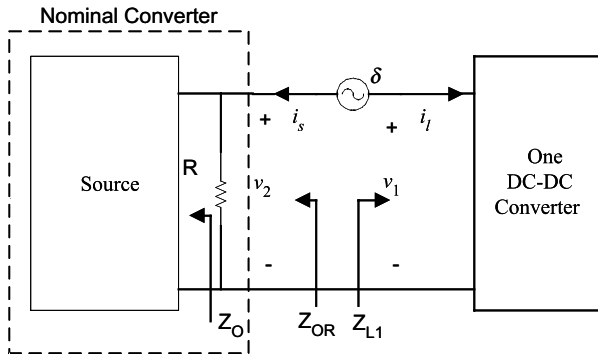 Nominal Converter
δ
+ i_s + i_l
R
Source
v_2
v_1
One
DC-DC
Converter
- -
Z_O Z_OR Z_L1